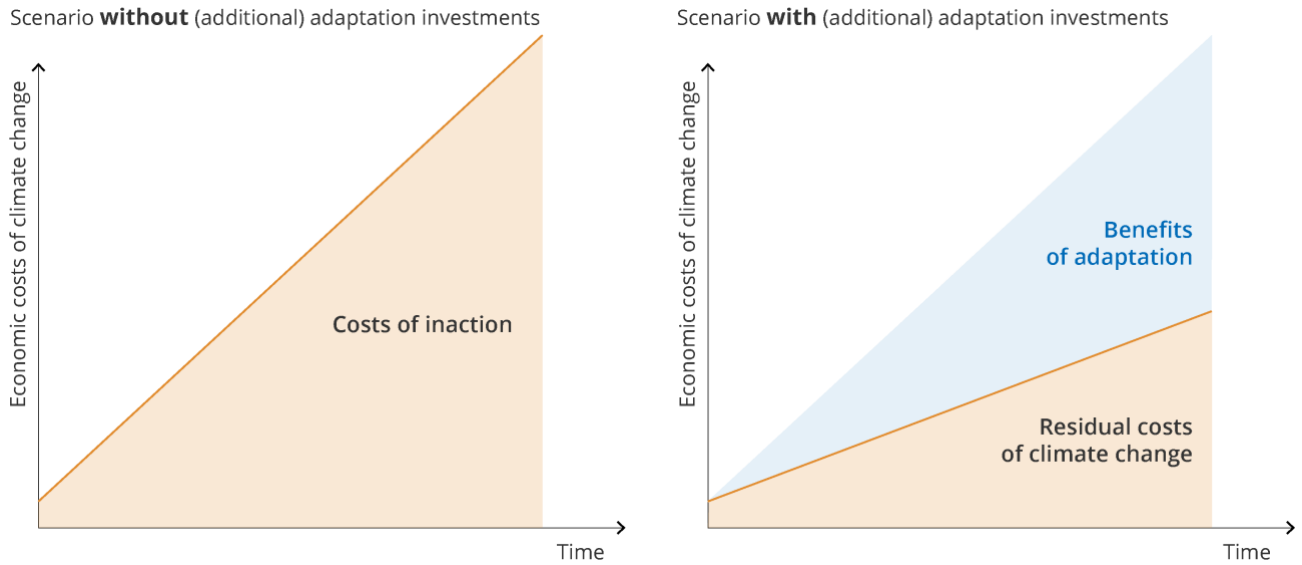 Scenario without (additional) adaptation investments
Economic costs of climate change
Costs of inaction
Time
Scenario with (additional) adaptation investments
Economic costs of climate change
Benefits
of adaptation
Residual costs
of climate change
Time